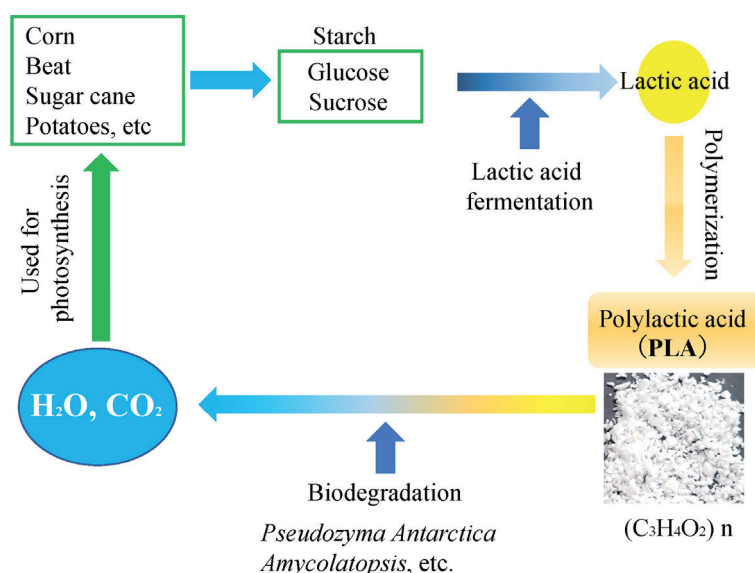 Corn
Beat
Sugar cane
Potatoes, etc
Starch
Glucose
Sucrose
Lactic acid
Lactic acid
fermentation
Polymerization
Polylactic acid
(PLA)
(C₃H₄O₂) n
Biodegradation
Pseudozyma Antarctica
Amycolatopsis, etc.
H₂O, CO₂
Used for
photosynthesis